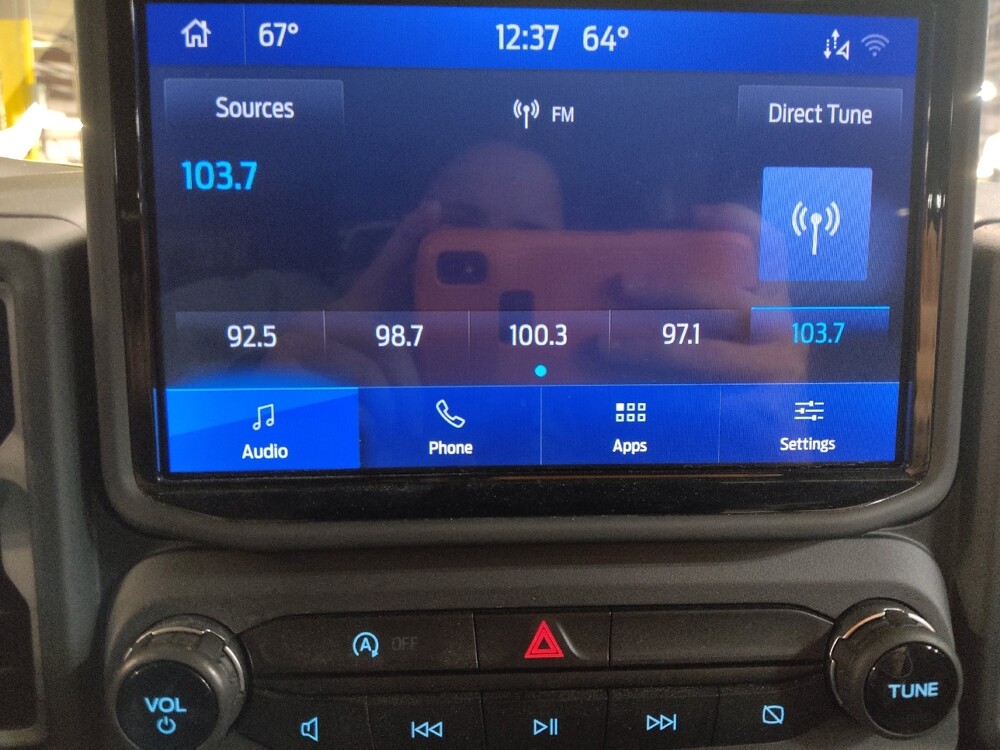 67° 12:37 64°
Sources FM Direct Tune
103.7
92.5 98.7 100.3 97.1 103.7
Audio Phone Apps Settings
A OFF
VOL TUNE